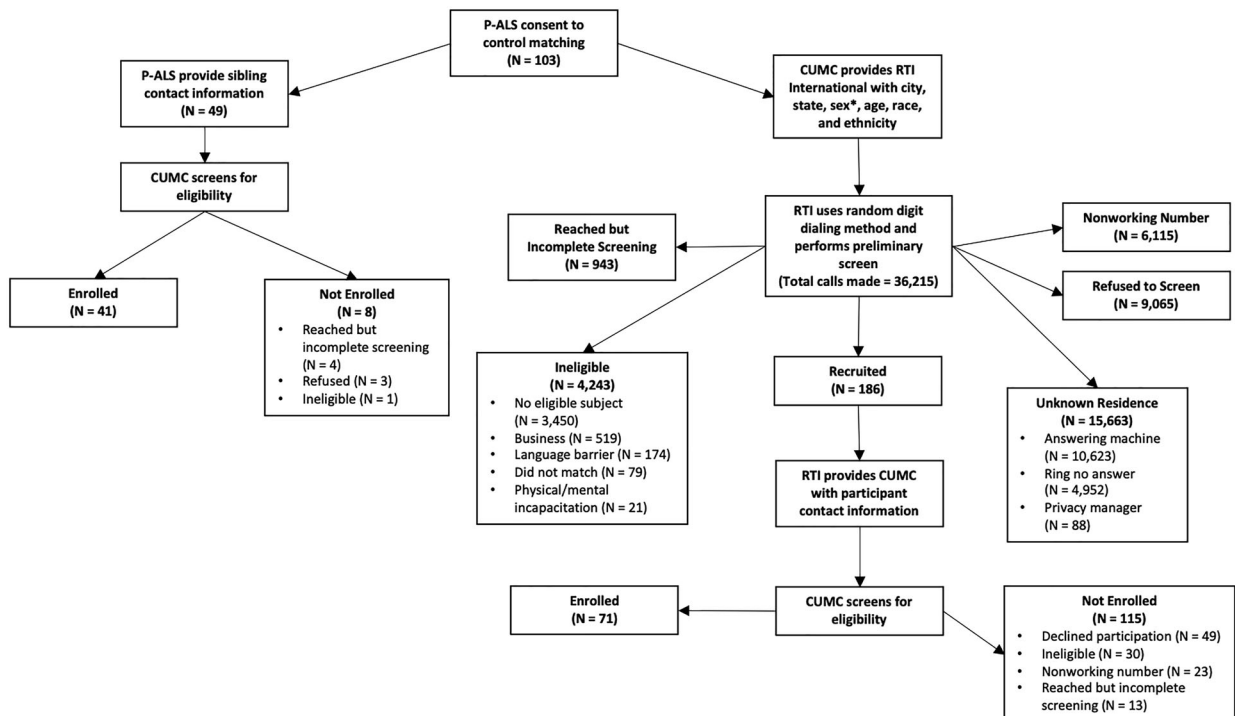 P-ALS consent to
control matching
(N = 103)
P-ALS provide sibling
contact information
(N = 49)
CUMC provides RTI
International with city,
state, sex*, age, race,
and ethnicity
CUMC screens for
eligibility
RTI uses random digit
dialing method and
performs preliminary
screen
(Total calls made = 36,215)
Reached but
Incomplete Screening
(N = 943)
Nonworking Number
(N = 6,115)
Refused to Screen
(N = 9,065)
Enrolled
(N = 41)
Not Enrolled
(N = 8)
• Reached but
incomplete screening
(N = 4)
• Refused (N = 3)
• Ineligible (N = 1)
Ineligible
(N = 4,243)
• No eligible subject
(N = 3,450)
• Business (N = 519)
• Language barrier (N = 174)
• Did not match (N = 79)
• Physical/mental
incapacitation (N = 21)
Recruited
(N = 186)
Unknown Residence
(N = 15,663)
• Answering machine
(N = 10,623)
• Ring no answer
(N = 4,952)
• Privacy manager
(N = 88)
RTI provides CUMC
with participant
contact information
Enrolled
(N = 71)
CUMC screens for
eligibility
Not Enrolled
(N = 115)
• Declined participation (N = 49)
• Ineligible (N = 30)
• Nonworking number (N = 23)
• Reached but incomplete
screening (N = 13)